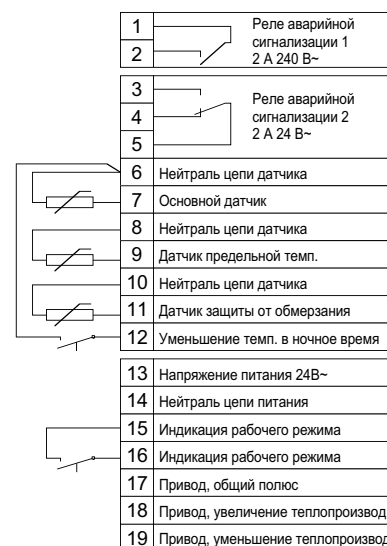 1
2
Реле аварийной
сигнализации 1
2 А 240 В~
3
4
5
Реле аварийной
сигнализации 2
2 А 24 В~
6 Нейтраль цепи датчика
7 Основной датчик
8 Нейтраль цепи датчика
9 Датчик предельной темп.
10 Нейтраль цепи датчика
11 Датчик защиты от обмерзания
12 Уменьшение темп. в ночное время
13 Напряжение питания 24В~
14 Нейтраль цепи питания
15 Индикация рабочего режима
16 Индикация рабочего режима
17 Привод, общий полюс
18 Привод, увеличение теплопроизвод
19 Привод, уменьшение теплопроизвод